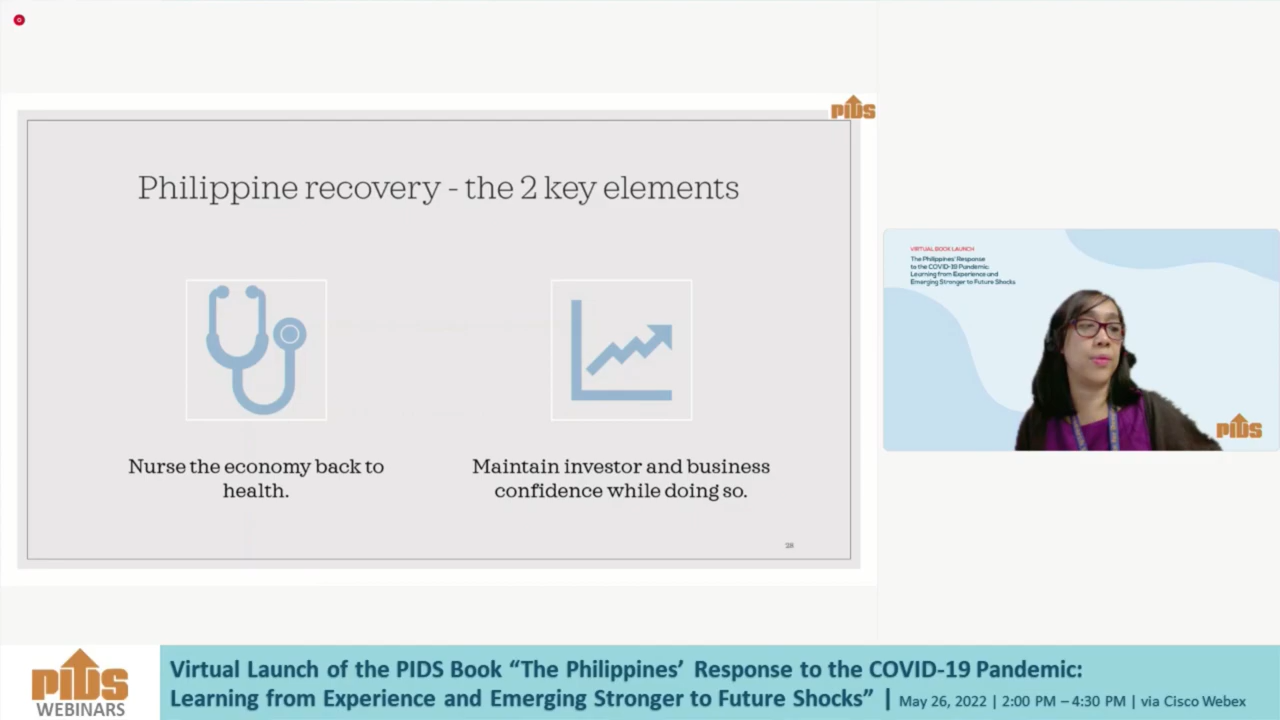 PIDS
Philippine recovery - the 2 key elements
Nurse the economy back to
health.
Maintain investor and business
confidence while doing so.
28
VIRTUAL BOOK LAUNCH
The Philippines' Response
to the COVID-19 Pandemic:
Learning from Experience and
Emerging Stronger to Future Shocks
PIDS
PIDS
WEBINARS
Virtual Launch of the PIDS Book “The Philippines’ Response to the COVID-19 Pandemic:
Learning from Experience and Emerging Stronger to Future Shocks” | May 26, 2022 | 2:00 PM – 4:30 PM | via Cisco Webex